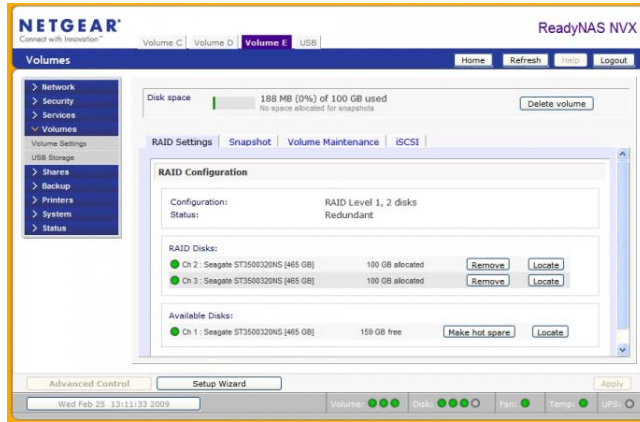 NETGEAR®
Connect with Innovation™
ReadyNAS NVX
Volume C Volume D Volume E USB
Volumes
Home Refresh Help Logout
> Network
> Security
> Services
Volumes
Volume Settings
USB Storage
> Shares
> Backup
> Printers
> System
> Status
Disk space 188 MB (0%) of 100 GB used
No space allocated for snapshots
Delete volume
RAID Settings Snapshot Volume Maintenance iSCSI
RAID Configuration
Configuration: RAID Level 1, 2 disks
Status: Redundant
RAID Disks:
Ch 2 : Seagate ST3500320NS [465 GB] 100 GB allocated Remove Locate
Ch 3 : Seagate ST3500320NS [465 GB] 100 GB allocated Remove Locate
Available Disks:
Ch 1 : Seagate ST3500320NS [465 GB] 159 GB free Make hot spare Locate
Advanced Control Setup Wizard Apply
Wed Feb 25 13:11:33 2009 Volume: Disk: Fan: Temp: UPS: